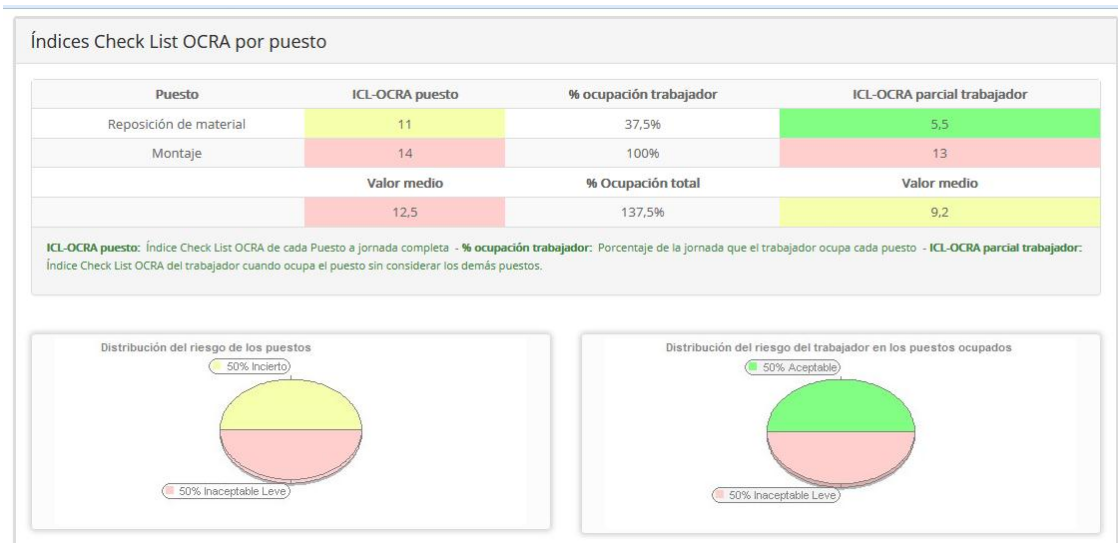 Índices Check List OCRA por puesto
Puesto ICL-OCRA puesto % ocupación trabajador ICL-OCRA parcial trabajador
Reposición de material 11 37,5% 5,5
Montaje 14 100% 13
Valor medio % Ocupación total Valor medio
12,5 137,5% 9,2
ICL-OCRA puesto: Índice Check List OCRA de cada Puesto a jornada completa - % ocupación trabajador: Porcentaje de la jornada que el trabajador ocupa cada puesto - ICL-OCRA parcial trabajador:
Índice Check List OCRA del trabajador cuando ocupa el puesto sin considerar los demás puestos.
Distribución del riesgo de los puestos
50% Incierto
50% Inaceptable Leve
Distribución del riesgo del trabajador en los puestos ocupados
50% Aceptable
50% Inaceptable Leve